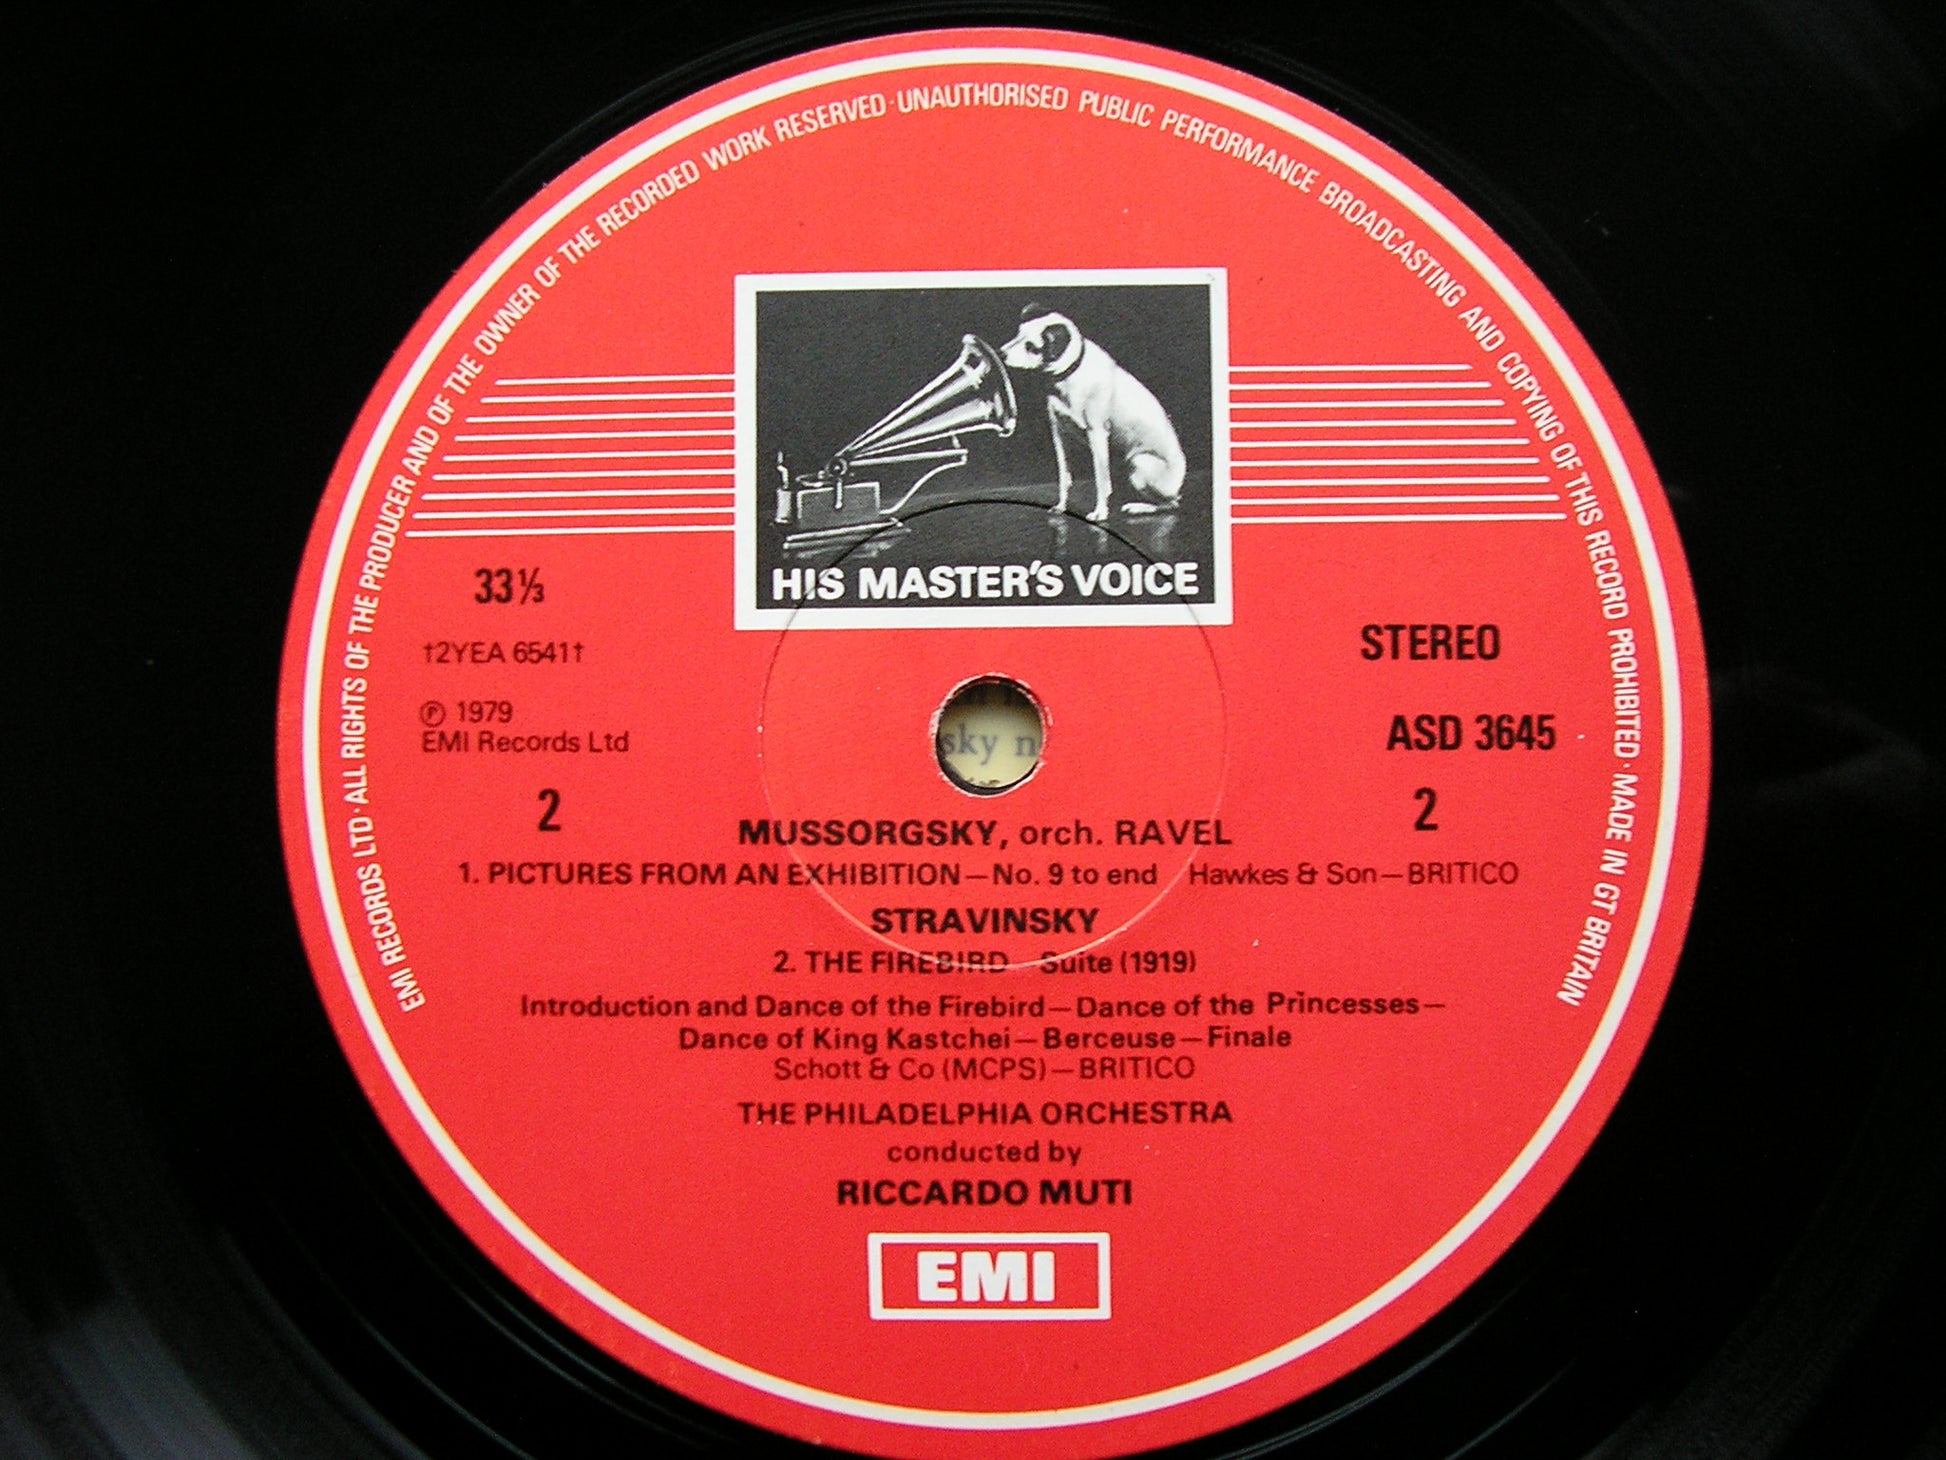 EMI RECORDS LTD · ALL RIGHTS OF THE PRODUCER AND OF THE OWNER OF THE RECORDED WORK RESERVED · UNAUTHORISED PUBLIC PERFORMANCE BROADCASTING AND COPYING OF THIS RECORD PROHIBITED · MADE IN GT BRITAIN
HIS MASTER'S VOICE
33⅓
†2YEA 6541†
STEREO
℗ 1979
EMI Records Ltd
ASD 3645
sky n
2
2
MUSSORGSKY, orch. RAVEL
1. PICTURES FROM AN EXHIBITION—No. 9 to end Hawkes & Son—BRITICO
STRAVINSKY
2. THE FIREBIRD Suite (1919)
Introduction and Dance of the Firebird—Dance of the Princesses—
Dance of King Kastchei—Berceuse—Finale
Schott & Co (MCPS)—BRITICO
THE PHILADELPHIA ORCHESTRA
conducted by
RICCARDO MUTI
EMI